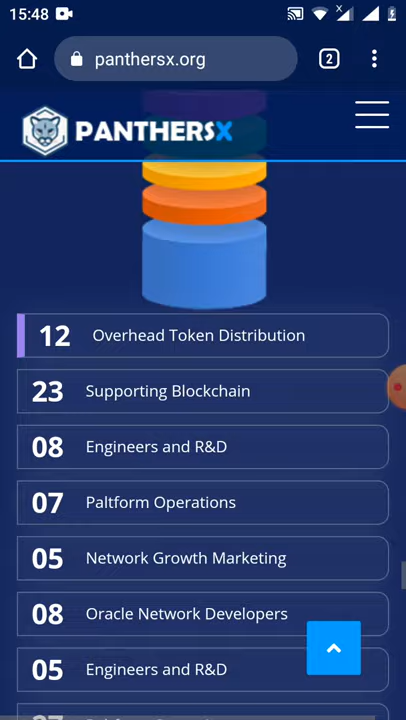 15:48
panthersx.org
2
PANTHERSX
12 Overhead Token Distribution
23 Supporting Blockchain
08 Engineers and R&D
07 Paltform Operations
05 Network Growth Marketing
08 Oracle Network Developers
05 Engineers and R&D